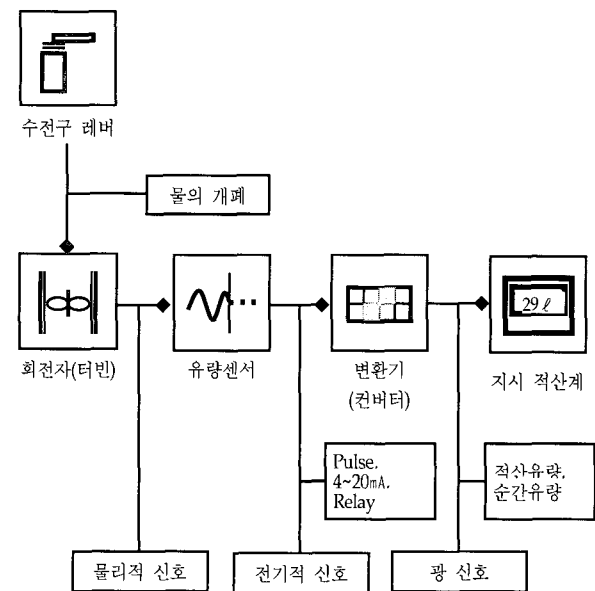 수전구 레버
물의 개폐
29ℓ
회전자(터빈)
유량센서
변환기
(컨버터)
지시 적산계
Pulse.
4~20mA.
Relay
적산유량.
순간유량
물리적 신호
전기적 신호
광 신호